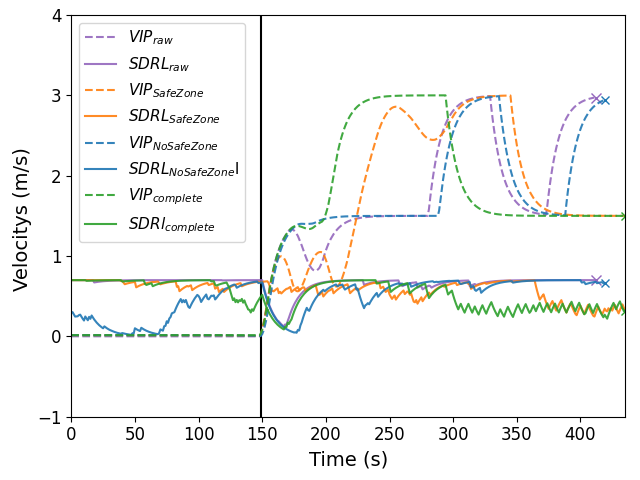 4
3
2
1
0
−1
Velocitys (m/s)
VIP_raw
SDRL_raw
VIP_SafeZone
SDRL_SafeZone
VIP_NoSafeZone
SDRL_NoSafeZone l
VIP_complete
SDRl_complete
0 50 100 150 200 250 300 350 400
Time (s)